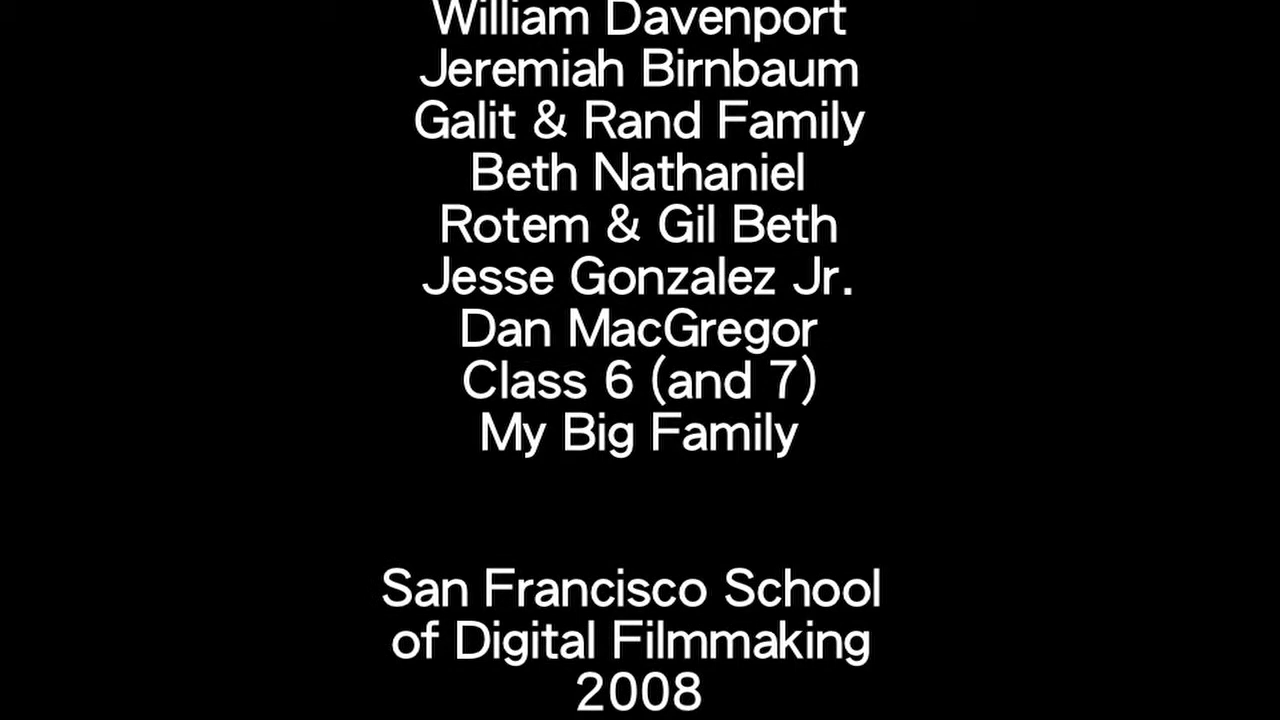 William Davenport
Jeremiah Birnbaum
Galit & Rand Family
Beth Nathaniel
Rotem & Gil Beth
Jesse Gonzalez Jr.
Dan MacGregor
Class 6 (and 7)
My Big Family
San Francisco School
of Digital Filmmaking
2008